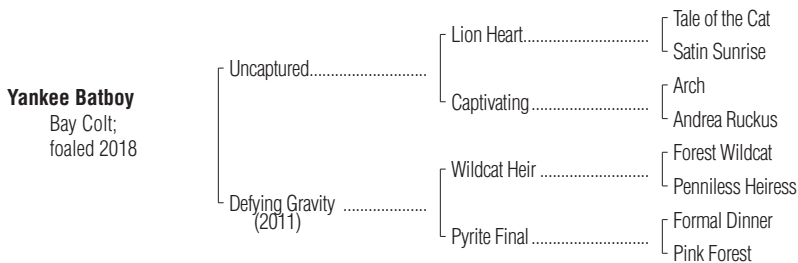 Yankee Batboy
Bay Colt;
foaled 2018
Uncaptured
Defying Gravity
(2011)
Lion Heart
Captivating
Wildcat Heir
Pyrite Final
Tale of the Cat
Satin Sunrise
Arch
Andrea Ruckus
Forest Wildcat
Penniless Heiress
Formal Dinner
Pink Forest